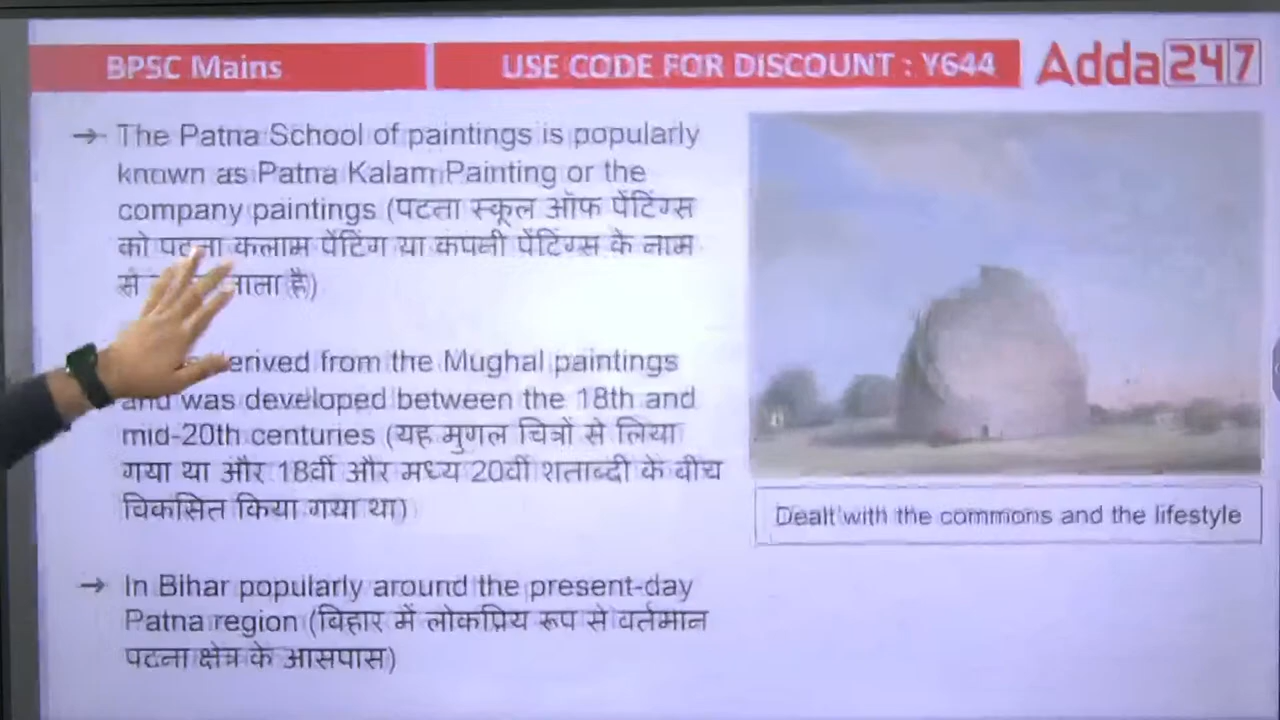 BPSC Mains
USE CODE FOR DISCOUNT : Y644
Adda247
→ The Patna School of paintings is popularly
known as Patna Kalam Painting or the
company paintings (पटना स्कूल ऑफ पेंटिंग्स
को पटना कलाम पेंटिंग या कंपनी पेंटिंग्स के नाम
से जाता है)
derived from the Mughal paintings
and was developed between the 18th and
mid-20th centuries (यह मुगल चित्रों से लिया
गया था और 18वीं और मध्य 20वीं शताब्दी के बीच
विकसित किया गया था)
→ In Bihar popularly around the present-day
Patna region (बिहार में लोकप्रिय रूप से वर्तमान
पटना क्षेत्र के आसपास)
Dealt with the commons and the lifestyle